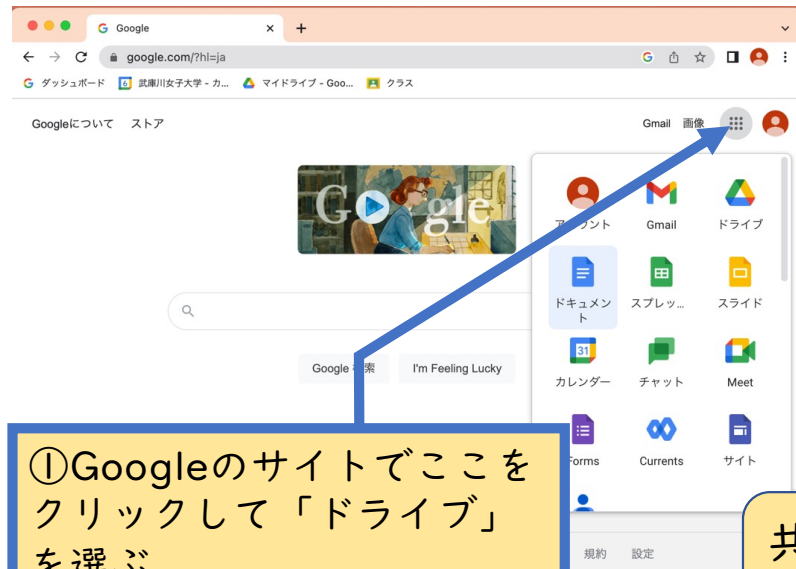 Google
google.com/?hl=ja
ダッシュボード 武庫川女子大学 - カ... マイドライブ - Goo... クラス
Googleについて ストア
Gmail 画像
Google
アカウント Gmail ドライブ
ドキュメン
ト
スプレッ... スライド
31
カレンダー チャット Meet
Forms Currents サイト
Google 検索 I'm Feeling Lucky
①Googleのサイトでここを
クリックして「ドライブ」
を選ぶ
規約 設定
共